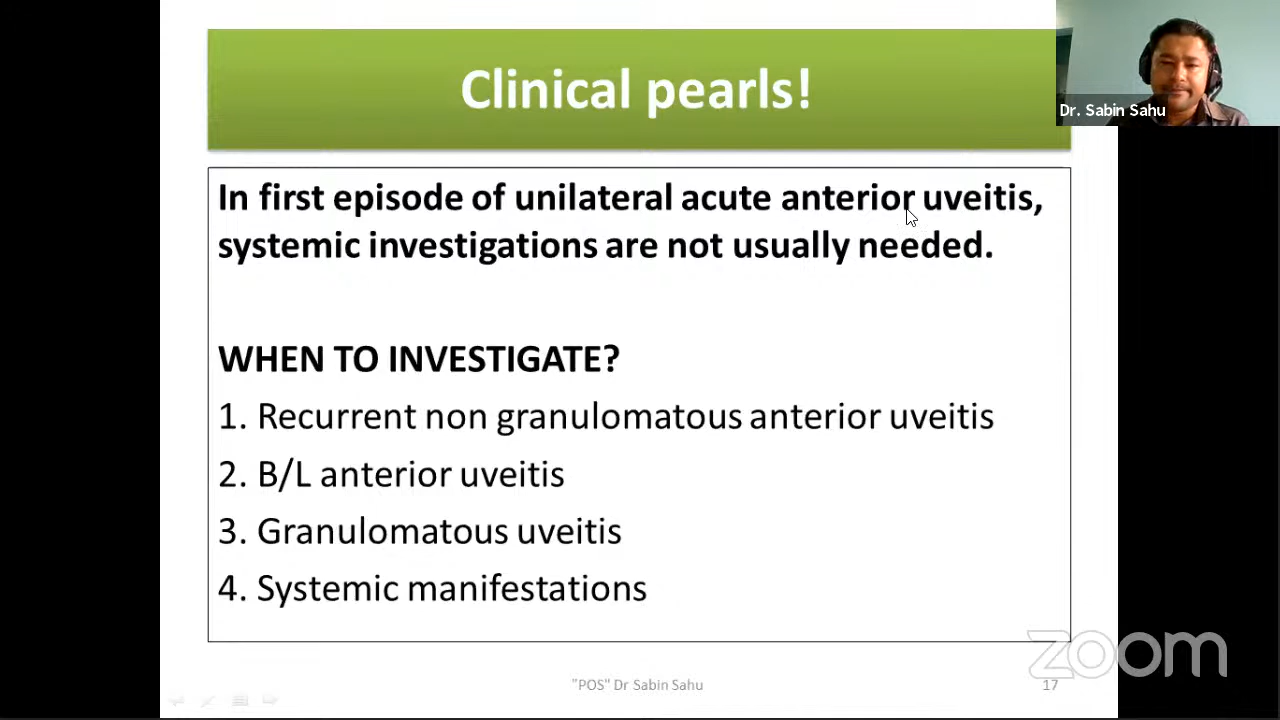 Clinical pearls!
Dr. Sabin Sahu
In first episode of unilateral acute anterior uveitis,
systemic investigations are not usually needed.
WHEN TO INVESTIGATE?
1. Recurrent non granulomatous anterior uveitis
2. B/L anterior uveitis
3. Granulomatous uveitis
4. Systemic manifestations
zoom
"POS" Dr Sabin Sahu
17